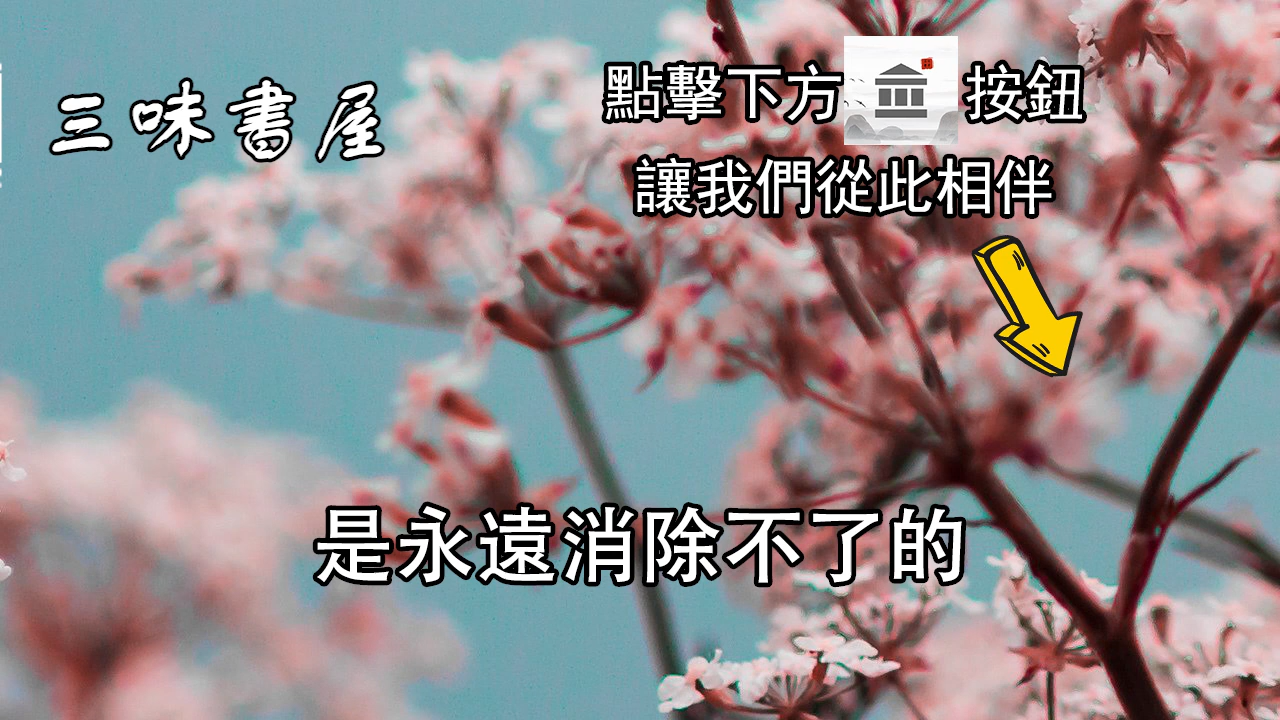 三味書屋
點擊下方 按鈕
讓我們從此相伴
是永遠消除不了的